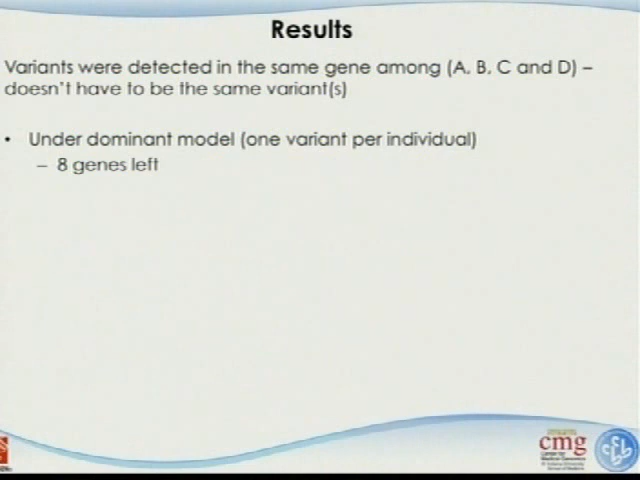 Results
Variants were detected in the same gene among (A, B, C and D) –
doesn't have to be the same variant(s)
• Under dominant model (one variant per individual)
– 8 genes left
cmg